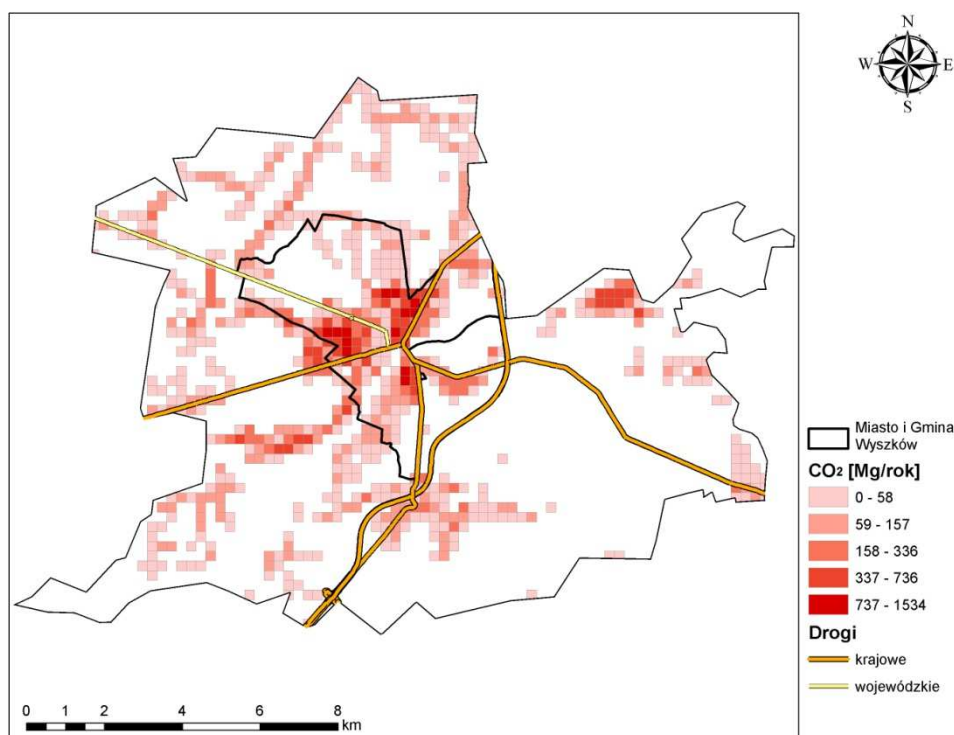 N
W E
S
Miasto i Gmina
Wyszków
CO₂ [Mg/rok]
0 - 58
59 - 157
158 - 336
337 - 736
737 - 1534
Drogi
krajowe
wojewódzkie
0 1 2 4 6 8
km